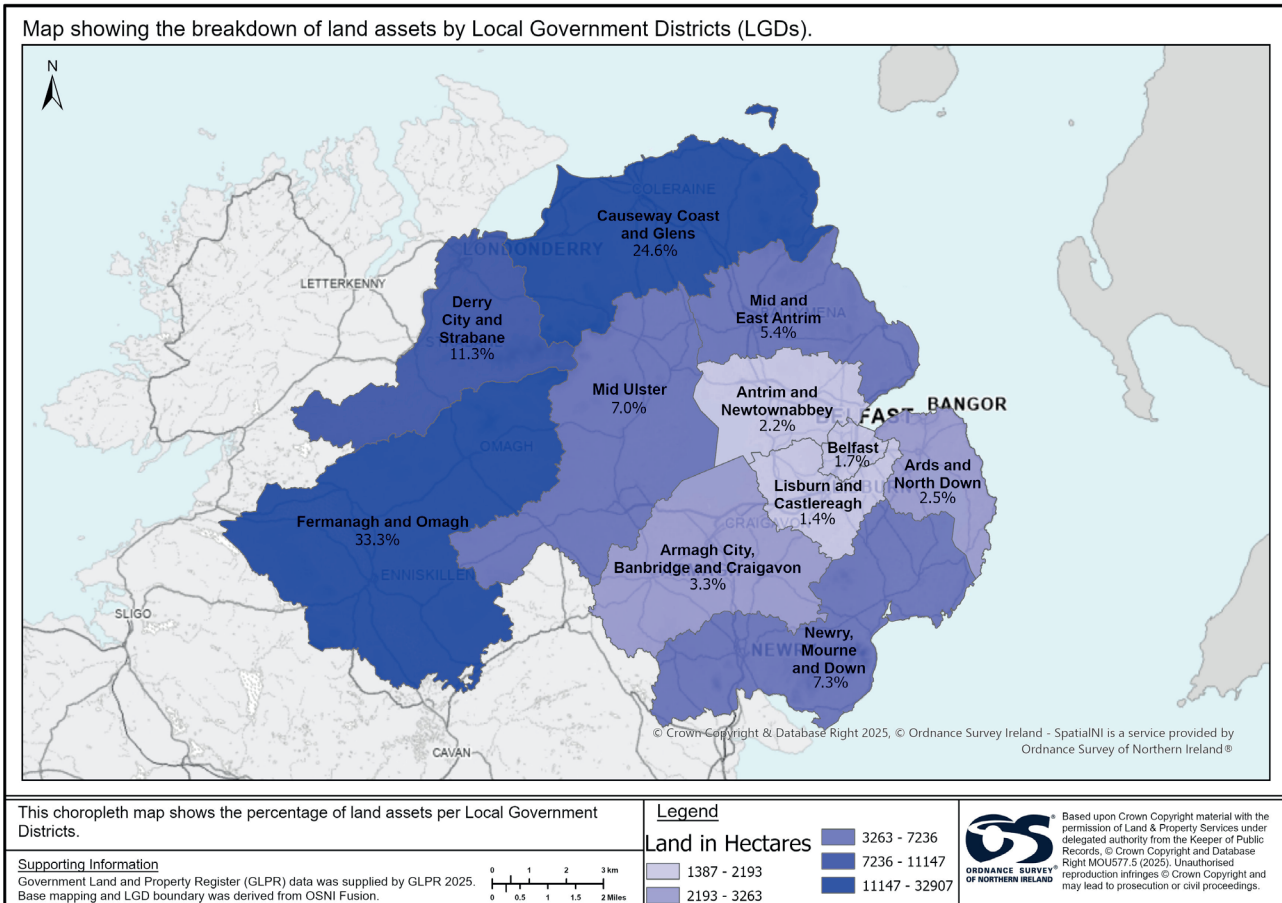 Map showing the breakdown of land assets by Local Government Districts (LGDs).
N
COLERAINE
Causeway Coast
and Glens
24.6%
LONDONDERRY
LETTERKENNY
Derry
City and
Strabane
11.3%
Mid and
East Antrim
5.4%
Mid Ulster
7.0%
Antrim and
Newtownabbey
2.2%
BELFAST
BANGOR
Belfast
1.7%
OMAGH
Lisburn and
Castlereagh
1.4%
Ards and
North Down
2.5%
Fermanagh and Omagh
33.3%
CRAIGAVON
Armagh City,
Banbridge and Craigavon
3.3%
ENNISKILLEN
SLIGO
Newry,
Mourne
and Down
7.3%
CAVAN
© Crown Copyright & Database Right 2025, © Ordnance Survey Ireland - SpatialNI is a service provided by
Ordnance Survey of Northern Ireland®
This choropleth map shows the percentage of land assets per Local Government
Districts.
Supporting Information
Government Land and Property Register (GLPR) data was supplied by GLPR 2025.
Base mapping and LGD boundary was derived from OSNI Fusion.
0 1 2 3 km
0 0.5 1 1.5 2 Miles
Legend
Land in Hectares
1387 - 2193
2193 - 3263
3263 - 7236
7236 - 11147
11147 - 32907
OS®
ORDNANCE SURVEY®
OF NORTHERN IRELAND
Based upon Crown Copyright material with the
permission of Land & Property Services under
delegated authority from the Keeper of Public
Records, © Crown Copyright and Database
Right MOU577.5 (2025). Unauthorised
reproduction infringes © Crown Copyright and
may lead to prosecution or civil proceedings.